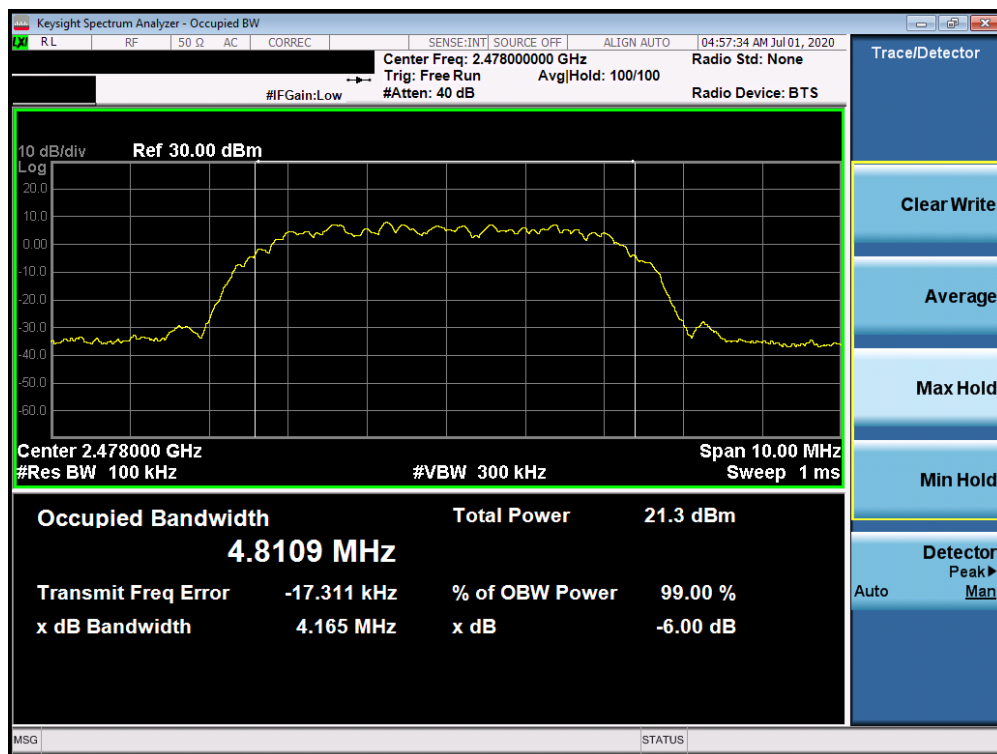 Keysight Spectrum Analyzer - Occupied BW
LXI RL RF 50 Ω AC CORREC SENSE:INT SOURCE OFF ALIGN AUTO 04:57:34 AM Jul 01, 2020
Center Freq: 2.478000000 GHz Radio Std: None
Trig: Free Run Avg|Hold: 100/100
#IFGain:Low #Atten: 40 dB Radio Device: BTS
Trace/Detector
10 dB/div Ref 30.00 dBm
Log
20.0
10.0
0.00
-10.0
-20.0
-30.0
-40.0
-50.0
-60.0
Center 2.478000 GHz Span 10.00 MHz
#Res BW 100 kHz #VBW 300 kHz Sweep 1 ms
Occupied Bandwidth Total Power 21.3 dBm
4.8109 MHz
Transmit Freq Error -17.311 kHz % of OBW Power 99.00 %
x dB Bandwidth 4.165 MHz x dB -6.00 dB
Clear Write
Average
Max Hold
Min Hold
Detector
Peak▶
Auto Man
MSG STATUS